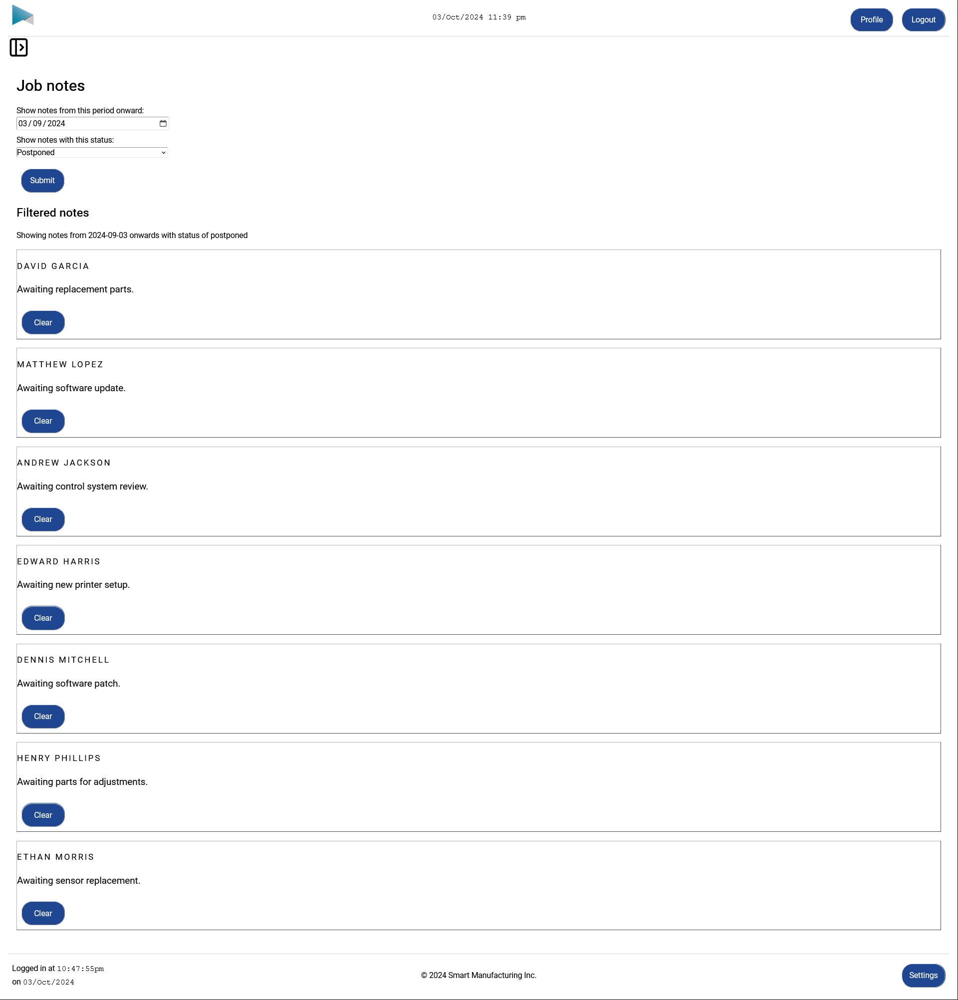 03/Oct/2024 11:39 pm
Profile
Logout
Job notes
Show notes from this period onward:
03/09/2024
Show notes with this status:
Postponed
Submit
Filtered notes
Showing notes from 2024-09-03 onwards with status of postponed
DAVID GARCIA
Awaiting replacement parts.
Clear
MATTHEW LOPEZ
Awaiting software update.
Clear
ANDREW JACKSON
Awaiting control system review.
Clear
EDWARD HARRIS
Awaiting new printer setup.
Clear
DENNIS MITCHELL
Awaiting software patch.
Clear
HENRY PHILLIPS
Awaiting parts for adjustments.
Clear
ETHAN MORRIS
Awaiting sensor replacement.
Clear
Logged in at 10:47:55pm
on 03/Oct/2024
© 2024 Smart Manufacturing Inc.
Settings